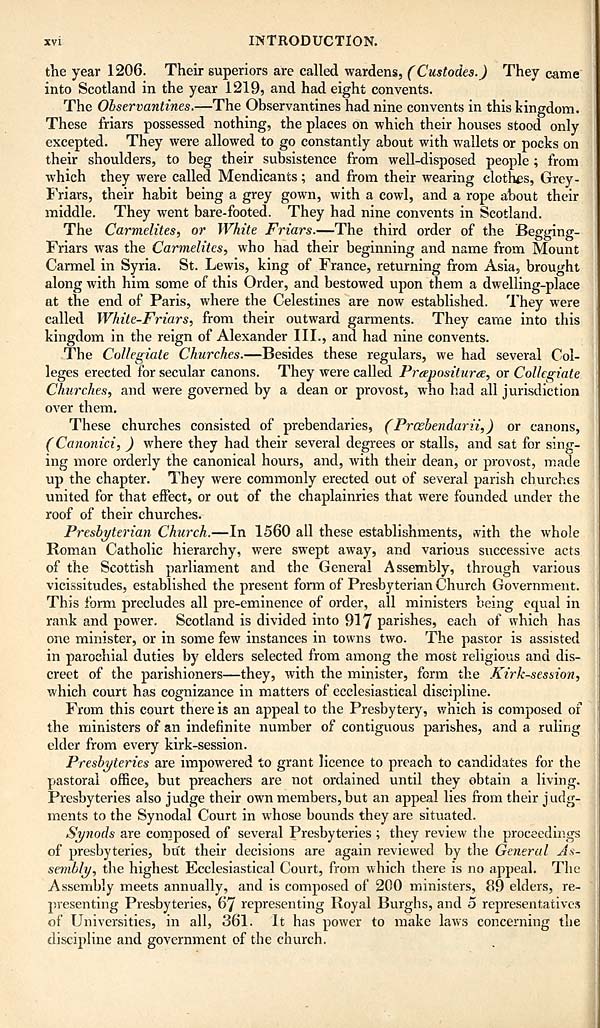 xvi INTRODUCTION.
the year 1206. Their superiors are called wardens, (Custodes.) They came
into Scotland in the year 1219, and had eight convents.
The Observantines.—The Observantines had nine convents in this kingdom.
These friars possessed nothing, the places on which their houses stood only
excepted. They were allowed to go constantly about with wallets or pocks on
their shoulders, to beg their subsistence from well-disposed people ; from
which they were called Mendicants ; and from their wearing clothes, Grey-
Friars, their habit being a grey gown, with a cowl, and a rope about their
middle. They went bare-footed. They had nine convents in Scotland.
The Carmelites, or White Friars.—The third order of the Begging-
Friars was the Carmelites, who had their beginning and name from Mount
Carmel in Syria. St. Lewis, king of France, returning from Asia, brought
along with him some of this Order, and bestowed upon them a dwelling-place
at the end of Paris, where the Celestines are now established. They were
called White-Friars, from their outward garments. They came into this
kingdom in the reign of Alexander III., and had nine convents.
The Collegiate Churches.—Besides these regulars, we had several Col-
leges erected for secular canons. They were called Præposituræ, or Collegiate
Churches, and were governed by a dean or provost, who had all jurisdiction
over them.
These churches consisted of prebendaries, (Prœbendarii,) or canons,
(Canonici, ) where they had their several degrees or stalls, and sat for sing-
ing more orderly the canonical hours, and, with their dean, or provost, made
up the chapter. They were commonly erected out of several parish churches
united for that effect, or out of the chaplainries that were founded under the
roof of their churches.
Presbyterian Church.—In 1560 all these establishments, with the whole
Roman Catholic hierarchy, were swept away, and various successive acts
of the Scottish parliament and the General Assembly, through various
vicissitudes, established the present form of Presbyterian Church Government.
This form precludes all pre-eminence of order, all ministers being equal in
rank and power. Scotland is divided into 917 parishes, each of which has
one minister, or in some few instances in towns two. The pastor is assisted
in parochial duties by elders selected from among the most religious and dis-
creet of the parishioners—they, with the minister, form the Kirk-session,
which court has cognizance in matters of ecclesiastical discipline.
From this court there is an appeal to the Presbytery, which is composed of
the ministers of an indefinite number of contiguous parishes, and a ruling
elder from every kirk-session.
Presbyteries are impowered to grant licence to preach to candidates for the
pastoral office, but preachers are not ordained until they obtain a living.
Presbyteries also judge their own members, but an appeal lies from their judg-
ments to the Synodal Court in whose bounds they are situated.
Synods are composed of several Presbyteries ; they review the proceedings
of presbyteries, but their decisions are again reviewed by the General As-
sembly, the highest Ecclesiastical Court, from which there is no appeal. The
Assembly meets annually, and is composed of 200 ministers, 89 elders, re-
presenting Presbyteries, 67 representing Royal Burghs, and 5 representatives
of Universities, in all, 361. It has power to make laws concerning the
discipline and government of the church.